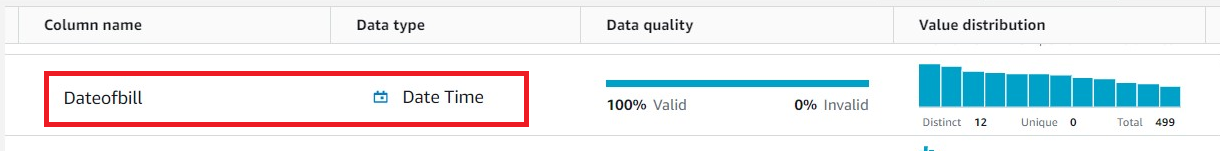 Column name Data type Data quality Value distribution
Dateofbill Date Time
100% Valid 0% Invalid
Distinct 12 Unique 0 Total 499